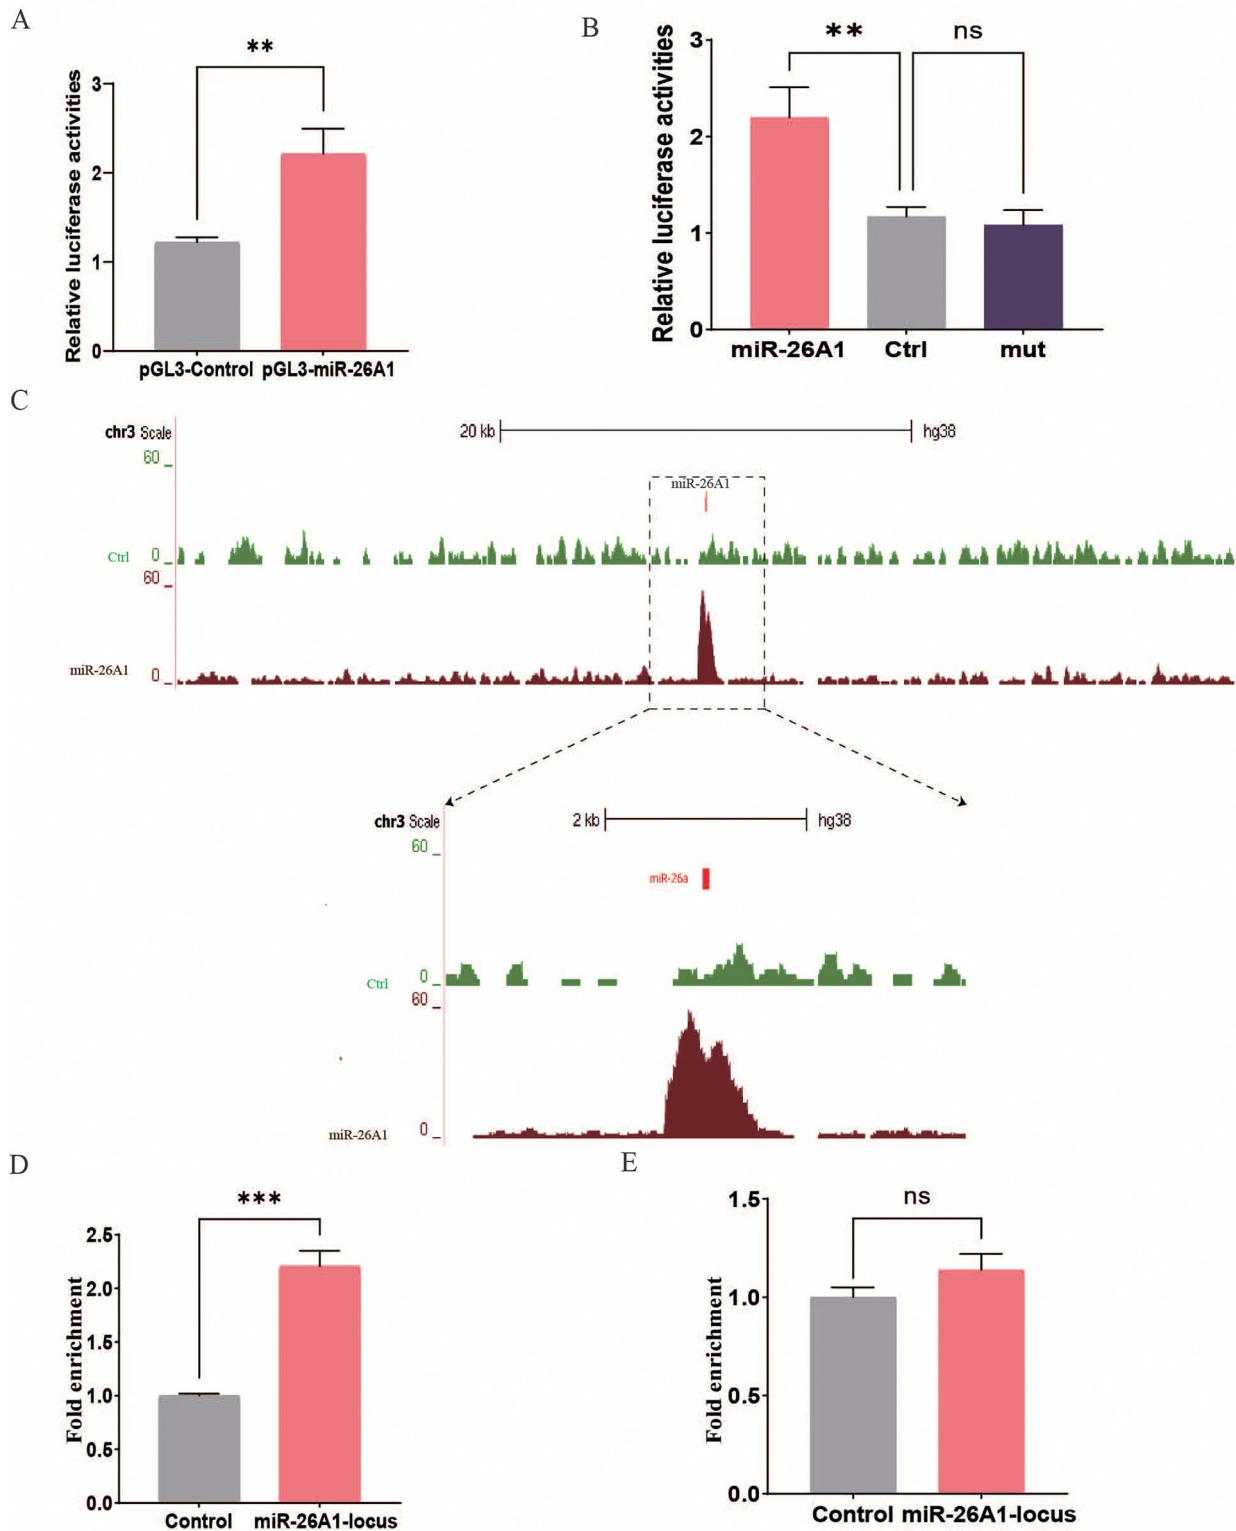 A
**
Relative luciferase activities
3
2
1
0
pGL3-Control pGL3-miR-26A1
B
** ns
Relative luciferase activities
3
2
1
0
miR-26A1 Ctrl mut
C
chr3 Scale 20 kb hg38
60
miR-26A1
Ctrl 0
60
miR-26A1 0
chr3 Scale 2 kb hg38
60
miR-26a
Ctrl 0
60
miR-26A1 0
D
***
Fold enrichment
2.5
2.0
1.5
1.0
0.5
0.0
Control miR-26A1-locus
E
ns
Fold enrichment
1.5
1.0
0.5
0.0
Control miR-26A1-locus